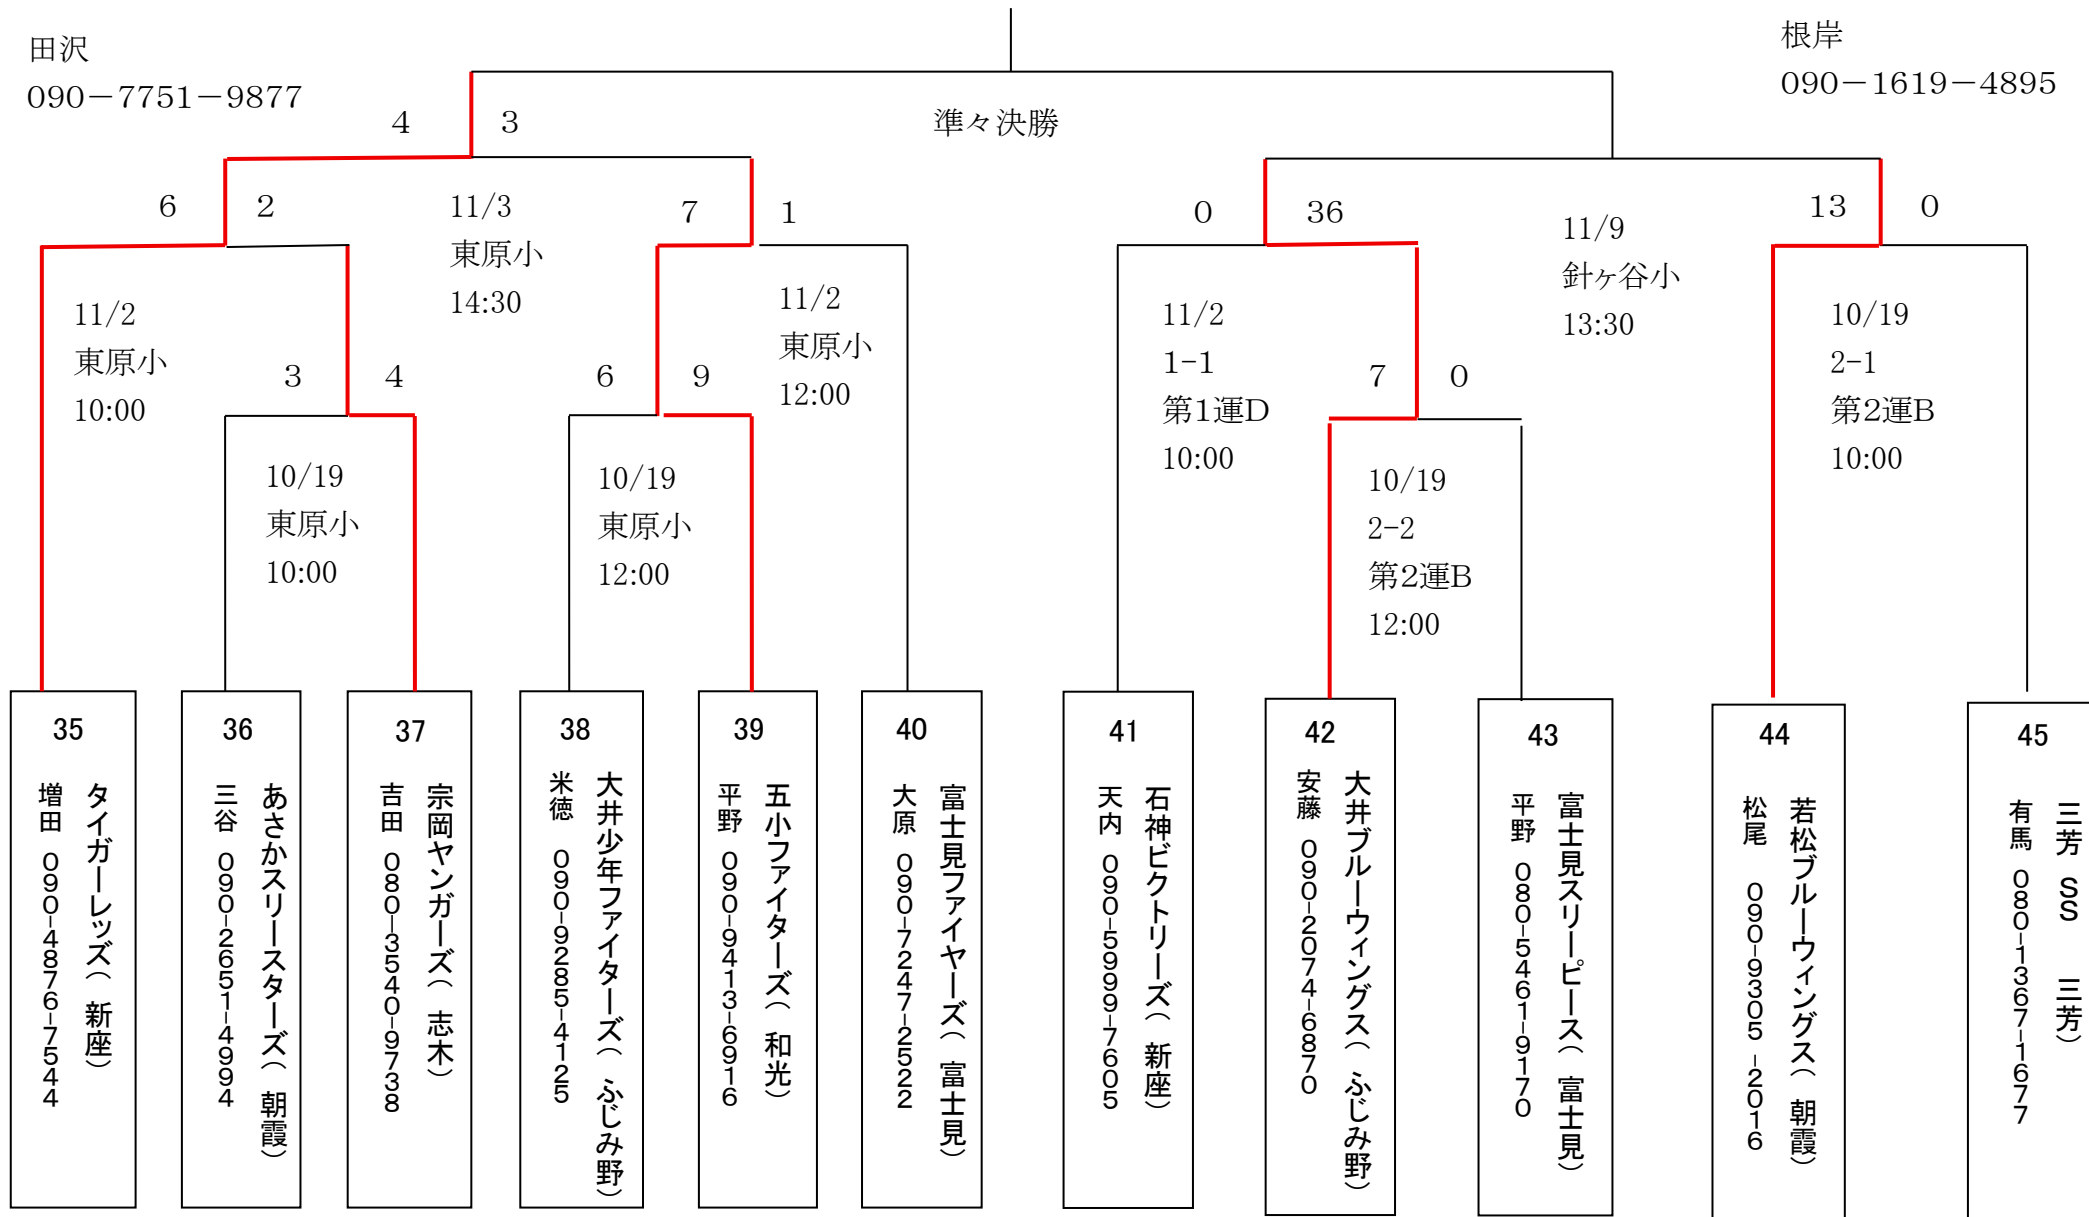 田沢
090－7751－9877
根岸
090－1619－4895
4 3
準々決勝
6 2
7 1
0 36
13 0
11/3
東原小
14:30
11/9
針ヶ谷小
13:30
11/2
東原小
10:00
11/2
東原小
12:00
11/2
1-1
第1運D
10:00
10/19
2-1
第2運B
10:00
3 4
6 9
7 0
10/19
東原小
10:00
10/19
東原小
12:00
10/19
2-2
第2運B
12:00
35
タイガーレッズ（ 新座）
増田 090-4876-7544
36
あさかスリースターズ（ 朝霞）
三谷 090-2651-4994
37
宗岡ヤンガーズ（ 志木）
吉田 080-3540-9738
38
大井少年ファイターズ（ ふじみ野）
米徳 090-9285-4125
39
五小ファイターズ（ 和光）
平野 090-9413-6916
40
富士見ファイヤーズ（ 富士見）
大原 090-7247-2522
41
石神ビクトリーズ（ 新座）
天内 090-5999-7605
42
大井ブルーウィングス（ ふじみ野）
安藤 090-2074-6870
43
富士見スリーピース（ 富士見）
平野 080-5461-9170
44
若松ブルーウィングス（ 朝霞）
松尾 090-9305 -2016
45
三芳 SS 三芳）
有馬 080-1367-1677